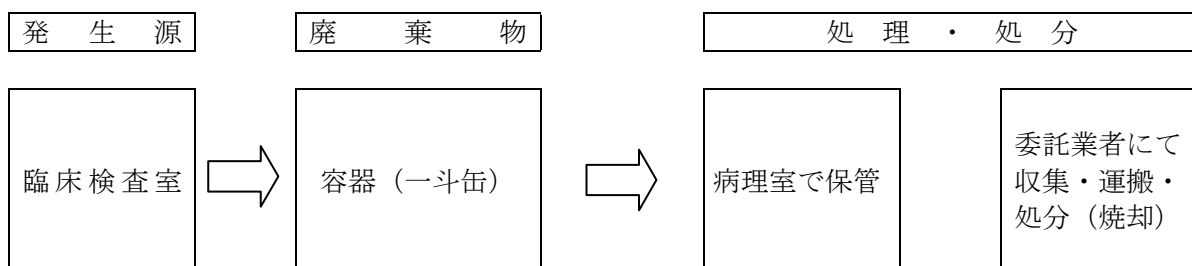 発生源
廃棄物
処理・処分
臨床検査室
容器（一斗缶）
病理室で保管
委託業者にて
収集・運搬・
処分（焼却）